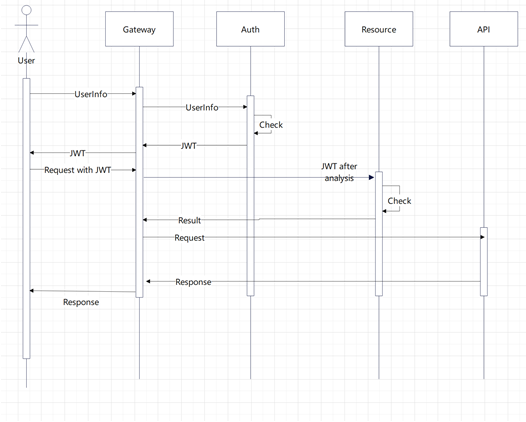 Gateway
Auth
Resource
API
User
UserInfo
UserInfo
Check
JWT
JWT
JWT after
analysis
Request with JWT
Check
Result
Request
Response
Response